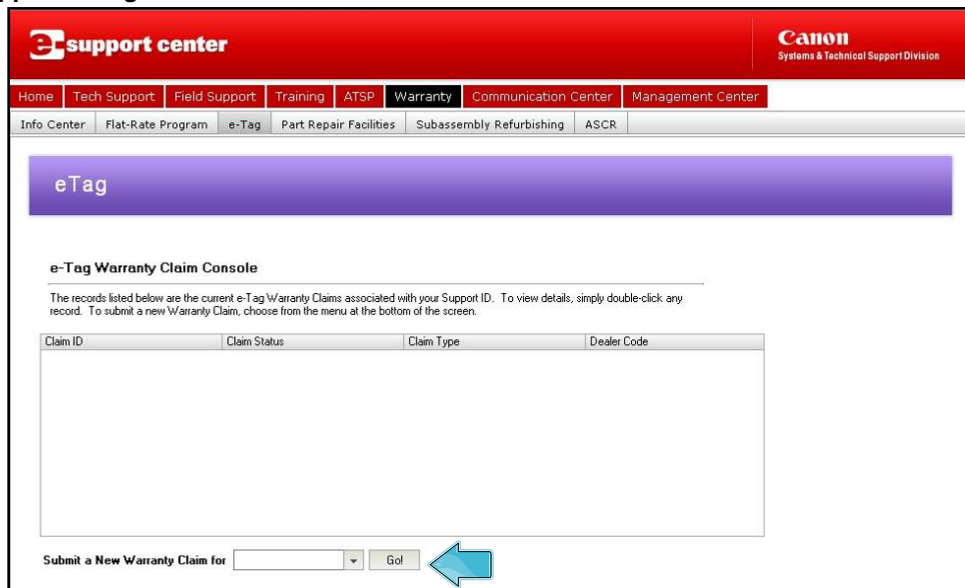 e-support center
Canon
Systems & Technical Support Division
Home Tech Support Field Support Training ATSP Warranty Communication Center Management Center
Info Center Flat-Rate Program e-Tag Part Repair Facilities Subassembly Refurbishing ASCR
eTag
e-Tag Warranty Claim Console
The records listed below are the current e-Tag Warranty Claims associated with your Support ID. To view details, simply double-click any
record. To submit a new Warranty Claim, choose from the menu at the bottom of the screen.
Claim ID Claim Status Claim Type Dealer Code
Submit a New Warranty Claim for Go!